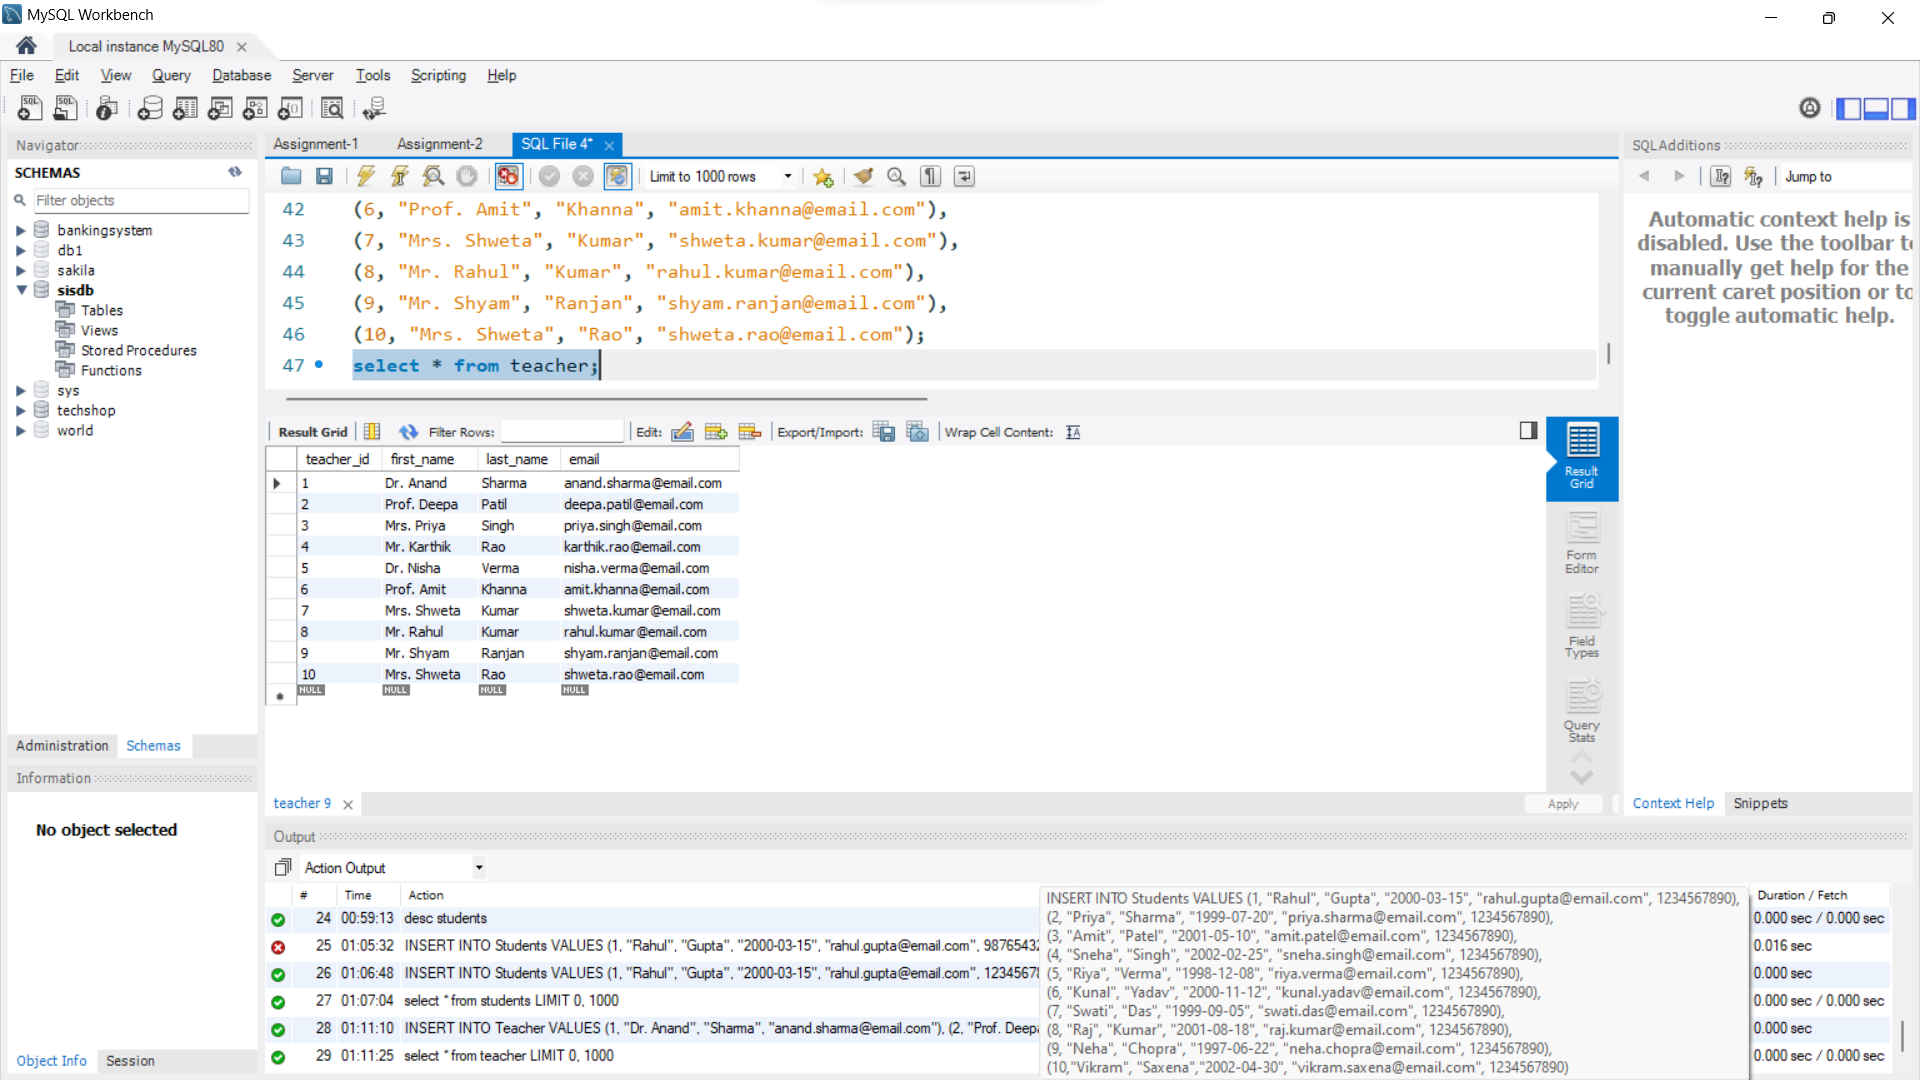 MySQL Workbench
Local instance MySQL80
File Edit View Query Database Server Tools Scripting Help
Navigator
SCHEMAS
Filter objects
bankingsystem
db1
sakila
sisdb
Tables
Views
Stored Procedures
Functions
sys
techshop
world
Administration Schemas
Information
No object selected
Object Info Session
Assignment-1 Assignment-2 SQL File 4*
Limit to 1000 rows
42 (6, "Prof. Amit", "Khanna", "amit.khanna@email.com"),
43 (7, "Mrs. Shweta", "Kumar", "shweta.kumar@email.com"),
44 (8, "Mr. Rahul", "Kumar", "rahul.kumar@email.com"),
45 (9, "Mr. Shyam", "Ranjan", "shyam.ranjan@email.com"),
46 (10, "Mrs. Shweta", "Rao", "shweta.rao@email.com");
47 select * from teacher;
Result Grid Filter Rows: Edit: Export/Import: Wrap Cell Content:
teacher_id first_name last_name email
1 Dr. Anand Sharma anand.sharma@email.com
2 Prof. Deepa Patil deepa.patil@email.com
3 Mrs. Priya Singh priya.singh@email.com
4 Mr. Karthik Rao karthik.rao@email.com
5 Dr. Nisha Verma nisha.verma@email.com
6 Prof. Amit Khanna amit.khanna@email.com
7 Mrs. Shweta Kumar shweta.kumar@email.com
8 Mr. Rahul Kumar rahul.kumar@email.com
9 Mr. Shyam Ranjan shyam.ranjan@email.com
10 Mrs. Shweta Rao shweta.rao@email.com
NULL NULL NULL NULL
Result Grid
Form Editor
Field Types
Query Stats
teacher 9
Apply
SQLAdditions
Jump to
Automatic context help is
disabled. Use the toolbar to
manually get help for the
current caret position or to
toggle automatic help.
Context Help Snippets
Output
Action Output
# Time Action Duration / Fetch
24 00:59:13 desc students 0.000 sec / 0.000 sec
25 01:05:32 INSERT INTO Students VALUES (1, "Rahul", "Gupta", "2000-03-15", "rahul.gupta@email.com", 98765432 0.016 sec
26 01:06:48 INSERT INTO Students VALUES (1, "Rahul", "Gupta", "2000-03-15", "rahul.gupta@email.com", 1234567 0.000 sec
27 01:07:04 select * from students LIMIT 0, 1000 0.000 sec / 0.000 sec
28 01:11:10 INSERT INTO Teacher VALUES (1, "Dr. Anand", "Sharma", "anand.sharma@email.com"), (2, "Prof. Deepa 0.000 sec
29 01:11:25 select * from teacher LIMIT 0, 1000 0.000 sec / 0.000 sec
INSERT INTO Students VALUES (1, "Rahul", "Gupta", "2000-03-15", "rahul.gupta@email.com", 1234567890),
(2, "Priya", "Sharma", "1999-07-20", "priya.sharma@email.com", 1234567890),
(3, "Amit", "Patel", "2001-05-10", "amit.patel@email.com", 1234567890),
(4, "Sneha", "Singh", "2002-02-25", "sneha.singh@email.com", 1234567890),
(5, "Riya", "Verma", "1998-12-08", "riya.verma@email.com", 1234567890),
(6, "Kunal", "Yadav", "2000-11-12", "kunal.yadav@email.com", 1234567890),
(7, "Swati", "Das", "1999-09-05", "swati.das@email.com", 1234567890),
(8, "Raj", "Kumar", "2001-08-18", "raj.kumar@email.com", 1234567890),
(9, "Neha", "Chopra", "1997-06-22", "neha.chopra@email.com", 1234567890),
(10,"Vikram", "Saxena","2002-04-30", "vikram.saxena@email.com", 1234567890)